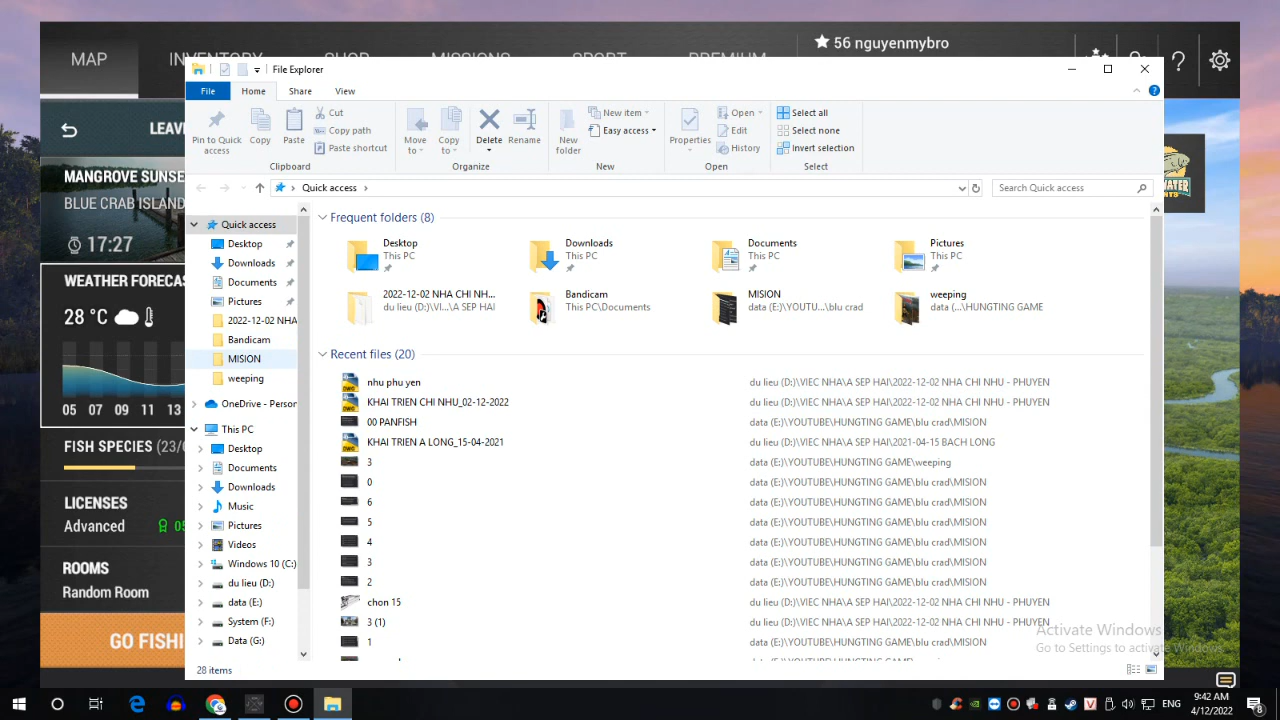 MAP
INVENTORY SHOP MISSIONS SPORT PREMIUM
56 nguyenmybro
File Explorer
File Home Share View
Pin to Quick access
Copy
Paste
Cut
Copy path
Paste shortcut
Clipboard
Move to
Copy to
Delete
Rename
Organize
New folder
New item
Easy access
New
Properties
Open
Edit
History
Open
Select all
Select none
Invert selection
Select
Quick access
Search Quick access
LEAV
MANGROVE SUNSE
BLUE CRAB ISLAND
17:27
WEATHER FORECAS
28 °C
05 07 09 11 13
FISH SPECIES (23/
LICENSES
Advanced 05
ROOMS
Random Room
GO FISHI
WATER
Quick access
Desktop
Downloads
Documents
Pictures
2022-12-02 NHA
Bandicam
MISION
weeping
OneDrive - Person
This PC
Desktop
Documents
Downloads
Music
Pictures
Videos
Windows 10 (C:)
du lieu (D:)
data (E:)
System (F:)
Data (G:)
28 items
Frequent folders (8)
Desktop
This PC
Downloads
This PC
Documents
This PC
Pictures
This PC
2022-12-02 NHA CHI NH...
du lieu (D:)\VI...\A SEP HAI
Bandicam
This PC\Documents
MISION
data (E:)\YOUTU...\blu crad
weeping
data (...\HUNGTING GAME
Recent files (20)
nhu phu yen du lieu (D:)\VIEC NHA\A SEP HAI\2022-12-02 NHA CHI NHU - PHUYEN
KHAI TRIEN CHI NHU_02-12-2022 du lieu (D:)\VIEC NHA\A SEP HAI\2022-12-02 NHA CHI NHU - PHUYEN
00 PANFISH data (E:)\YOUTUBE\HUNGTING GAME\blu crad\MISION
KHAI TRIEN A LONG_15-04-2021 du lieu (D:)\VIEC NHA\A SEP HAI\2021-04-15 BACH LONG
3 data (E:)\YOUTUBE\HUNGTING GAME\weeping
0 data (E:)\YOUTUBE\HUNGTING GAME\blu crad\MISION
6 data (E:)\YOUTUBE\HUNGTING GAME\blu crad\MISION
5 data (E:)\YOUTUBE\HUNGTING GAME\blu crad\MISION
4 data (E:)\YOUTUBE\HUNGTING GAME\blu crad\MISION
3 data (E:)\YOUTUBE\HUNGTING GAME\blu crad\MISION
2 data (E:)\YOUTUBE\HUNGTING GAME\blu crad\MISION
chon 15 du lieu (D:)\VIEC NHA\A SEP HAI\2022-12-02 NHA CHI NHU - PHUYEN
3 (1) du lieu (D:)\VIEC NHA\A SEP HAI\2022-12-02 NHA CHI NHU - PHUYEN
1 data (E:)\YOUTUBE\HUNGTING GAME\blu crad\MISION
Activate Windows
Go to Settings to activate Windows.
ENG
9:42 AM
4/12/2022
8